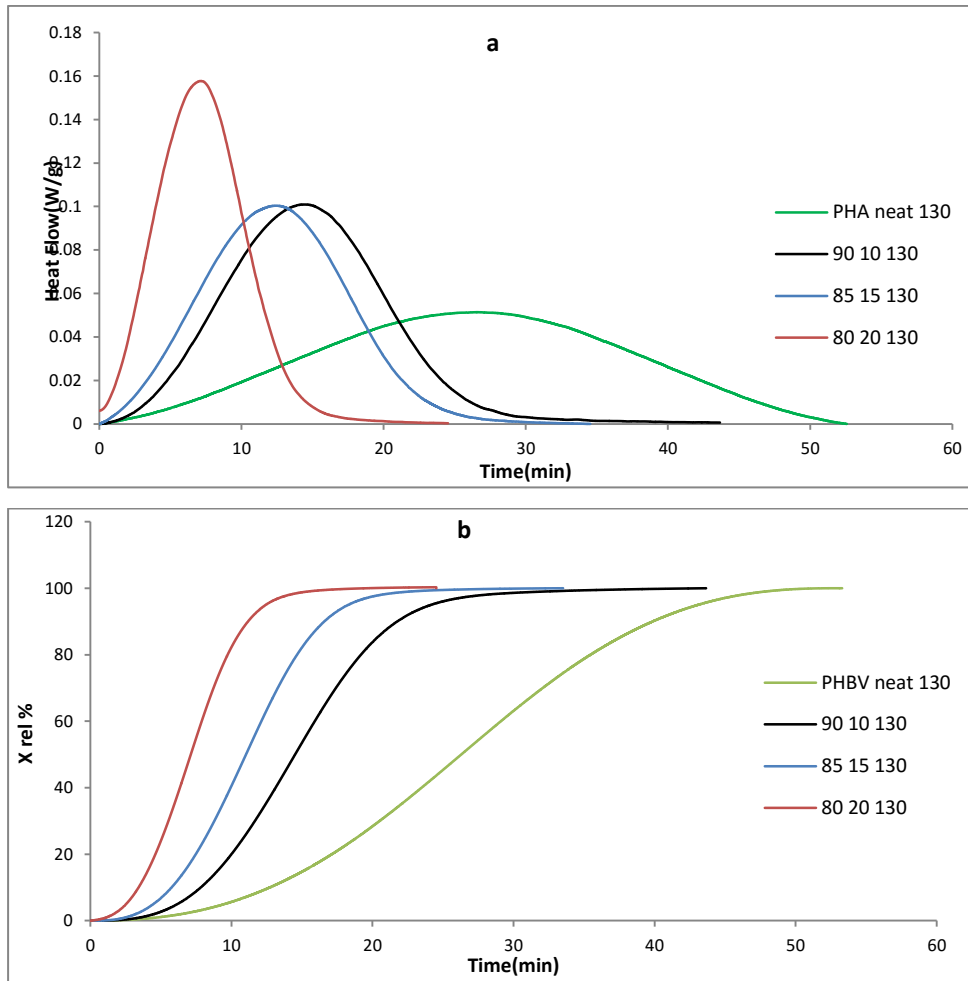 a
0.18
0.16
0.14
0.12
0.1
0.08
0.06
0.04
0.02
0
Heat Flow(W/g)
0 10 20 30 40 50 60
Time(min)
PHA neat 130
90 10 130
85 15 130
80 20 130
b
120
100
80
60
40
20
0
X rel %
0 10 20 30 40 50 60
Time(min)
PHBV neat 130
90 10 130
85 15 130
80 20 130